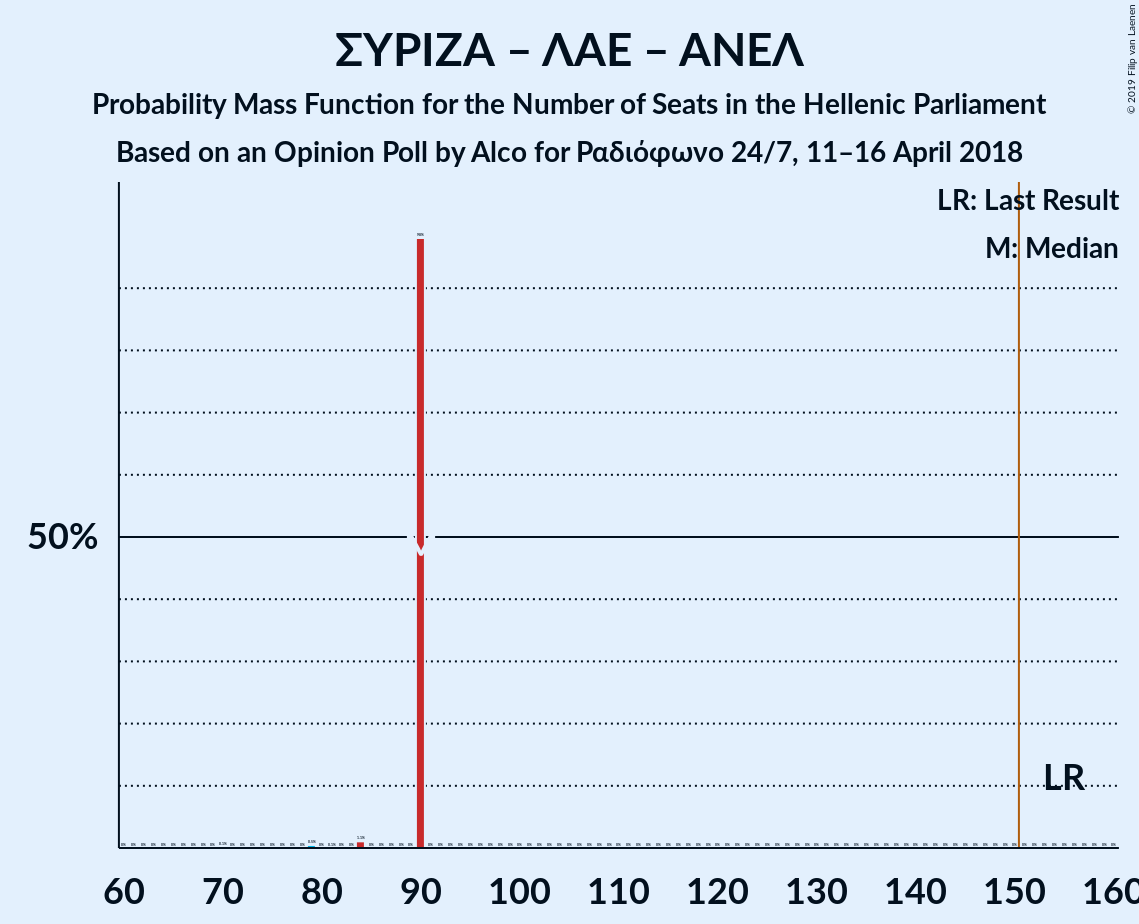 © 2019 Filip van Laenen
ΣΥΡΙΖΑ – ΛΑΕ – ΑΝΕΛ
Probability Mass Function for the Number of Seats in the Hellenic Parliament
Based on an Opinion Poll by Alco for Ραδιόφωνο 24/7, 11–16 April 2018
LR: Last Result
M: Median
50%
LR
60 70 80 90 100 110 120 130 140 150 160